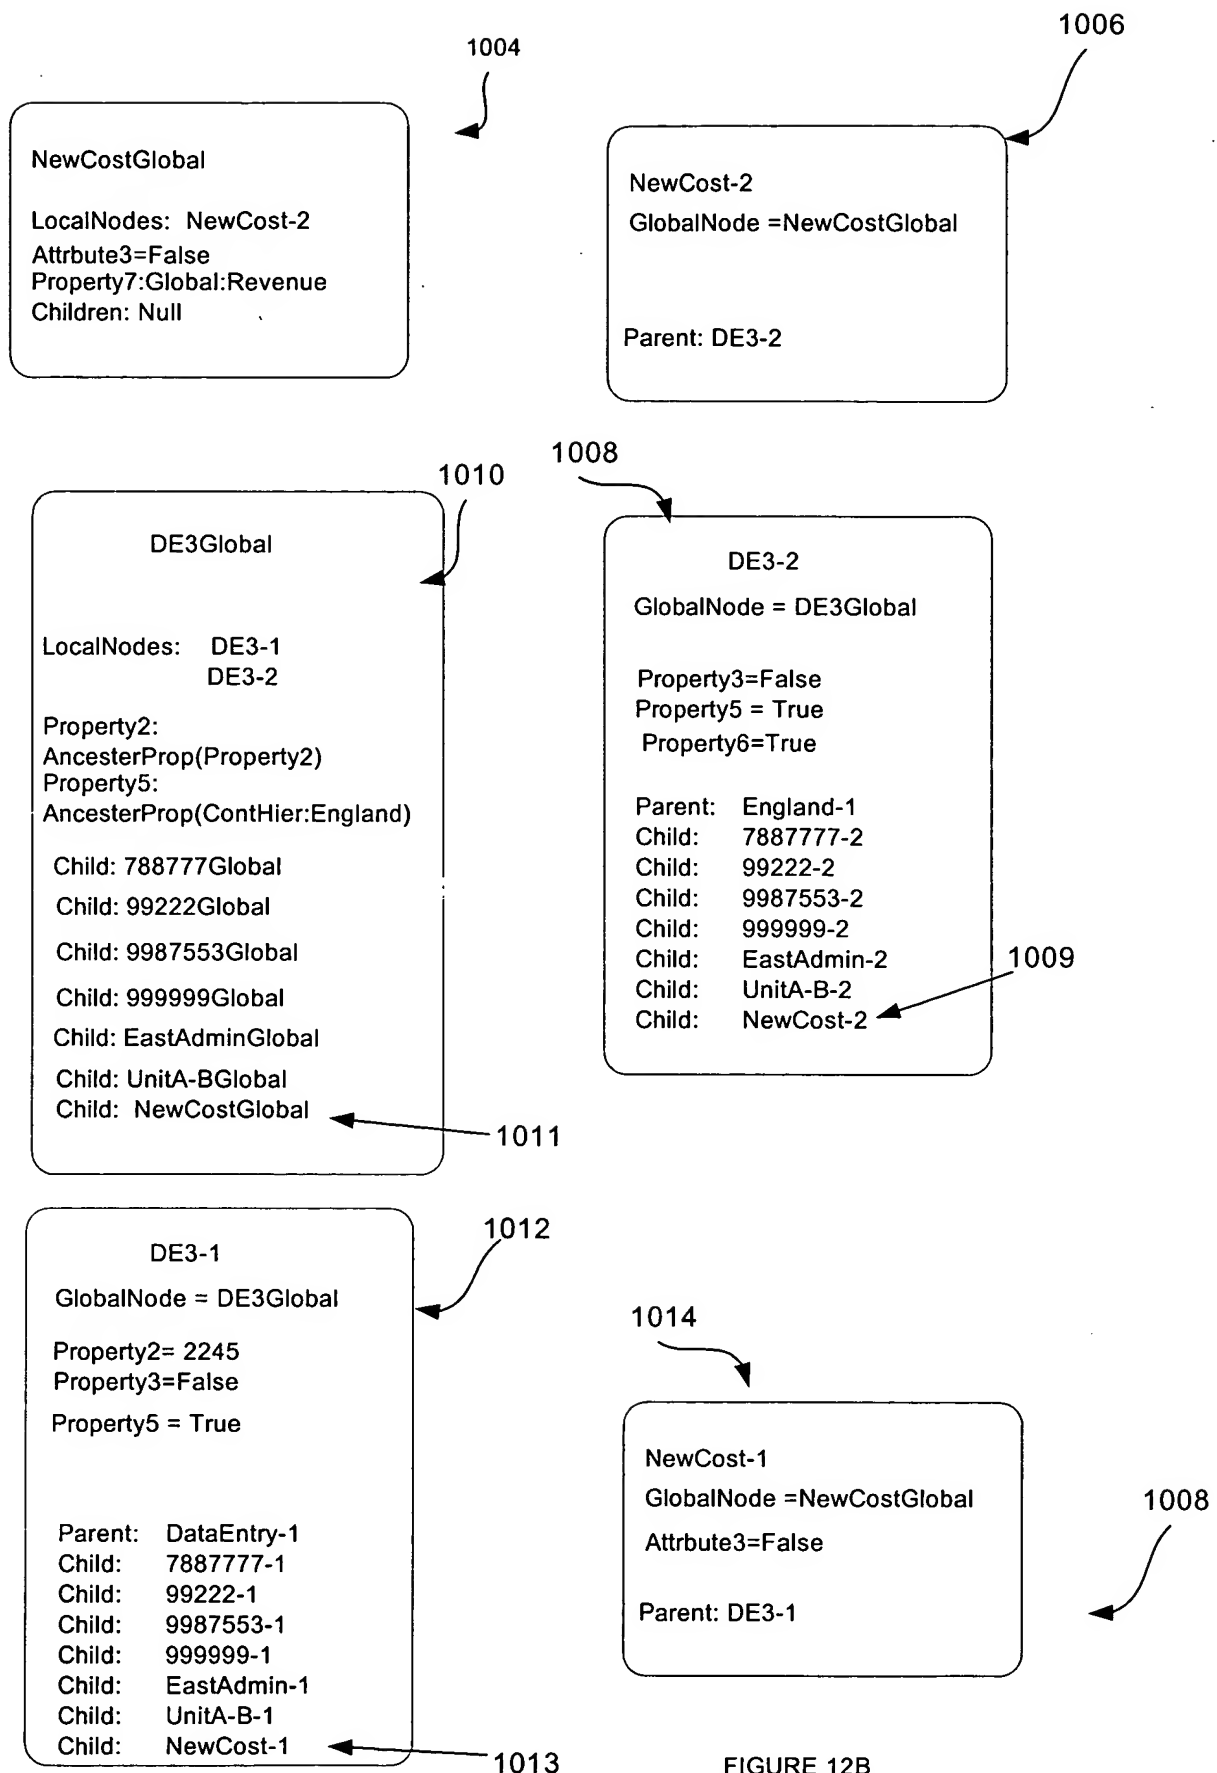 1004
1006
NewCostGlobal
LocalNodes: NewCost-2
Attrbute3=False
Property7:Global:Revenue
Children: Null
NewCost-2
GlobalNode =NewCostGlobal
Parent: DE3-2
1010
1008
DE3Global
LocalNodes: DE3-1
DE3-2
Property2:
AncesterProp(Property2)
Property5:
AncesterProp(ContHier:England)
Child: 788777Global
Child: 99222Global
Child: 9987553Global
Child: 999999Global
Child: EastAdminGlobal
Child: UnitA-BGlobal
Child: NewCostGlobal
1011
DE3-2
GlobalNode = DE3Global
Property3=False
Property5 = True
Property6=True
Parent: England-1
Child: 7887777-2
Child: 99222-2
Child: 9987553-2
Child: 999999-2
Child: EastAdmin-2
Child: UnitA-B-2
Child: NewCost-2
1009
1012
DE3-1
GlobalNode = DE3Global
Property2= 2245
Property3=False
Property5 = True
Parent: DataEntry-1
Child: 7887777-1
Child: 99222-1
Child: 9987553-1
Child: 999999-1
Child: EastAdmin-1
Child: UnitA-B-1
Child: NewCost-1
1013
1014
NewCost-1
GlobalNode =NewCostGlobal
Attrbute3=False
Parent: DE3-1
1008
FIGURE 12B